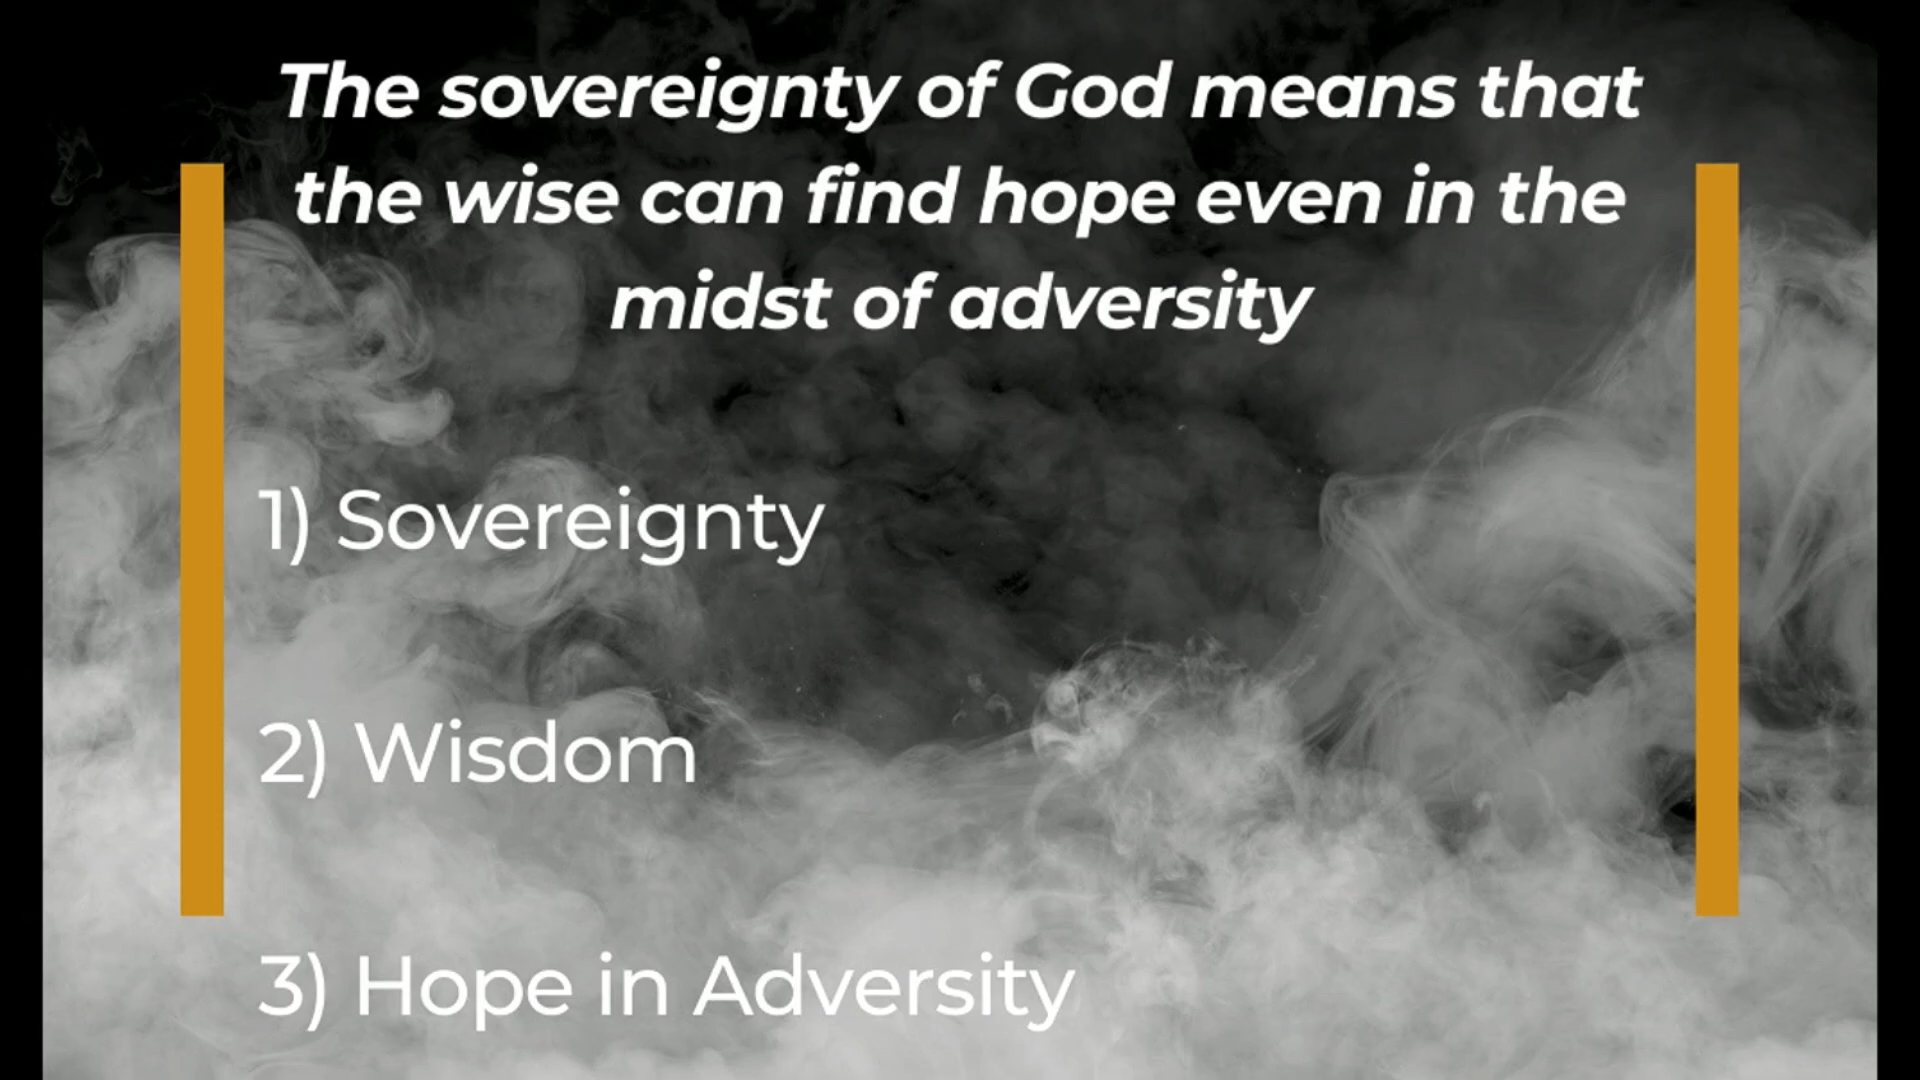 The sovereignty of God means that
the wise can find hope even in the
midst of adversity
1) Sovereignty
2) Wisdom
3) Hope in Adversity